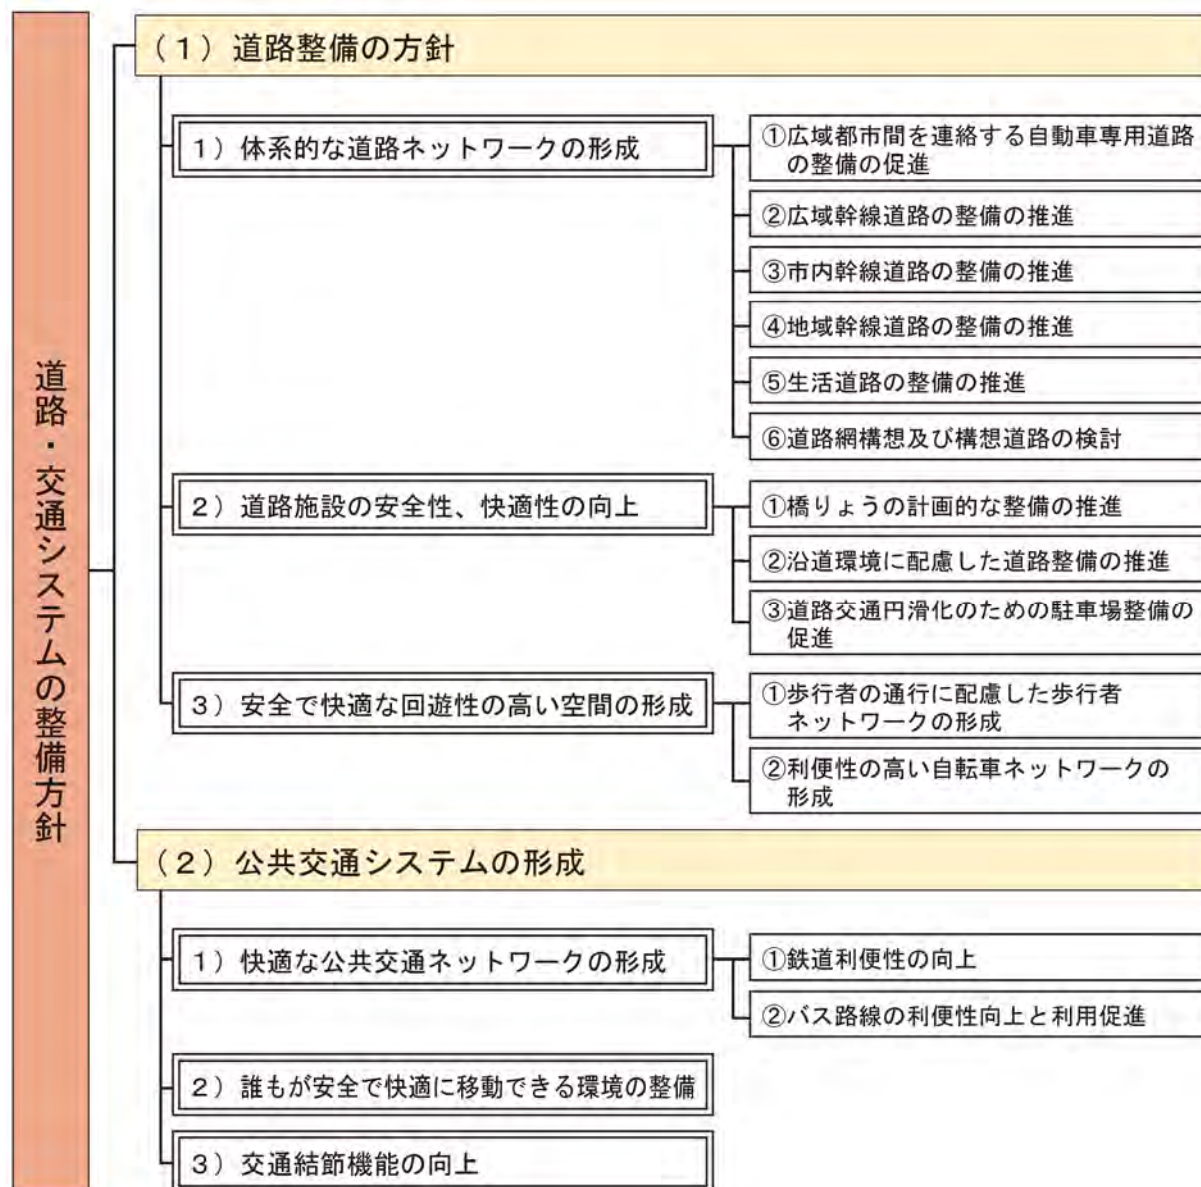 道路・交通システムの整備方針
（１）道路整備の方針
１）体系的な道路ネットワークの形成
①広域都市間を連絡する自動車専用道路
の整備の促進
②広域幹線道路の整備の推進
③市内幹線道路の整備の推進
④地域幹線道路の整備の推進
⑤生活道路の整備の推進
⑥道路網構想及び構想道路の検討
２）道路施設の安全性、快適性の向上
①橋りょうの計画的な整備の推進
②沿道環境に配慮した道路整備の推進
③道路交通円滑化のための駐車場整備の
促進
３）安全で快適な回遊性の高い空間の形成
①歩行者の通行に配慮した歩行者
ネットワークの形成
②利便性の高い自転車ネットワークの
形成
（２）公共交通システムの形成
１）快適な公共交通ネットワークの形成
①鉄道利便性の向上
②バス路線の利便性向上と利用促進
２）誰もが安全で快適に移動できる環境の整備
３）交通結節機能の向上